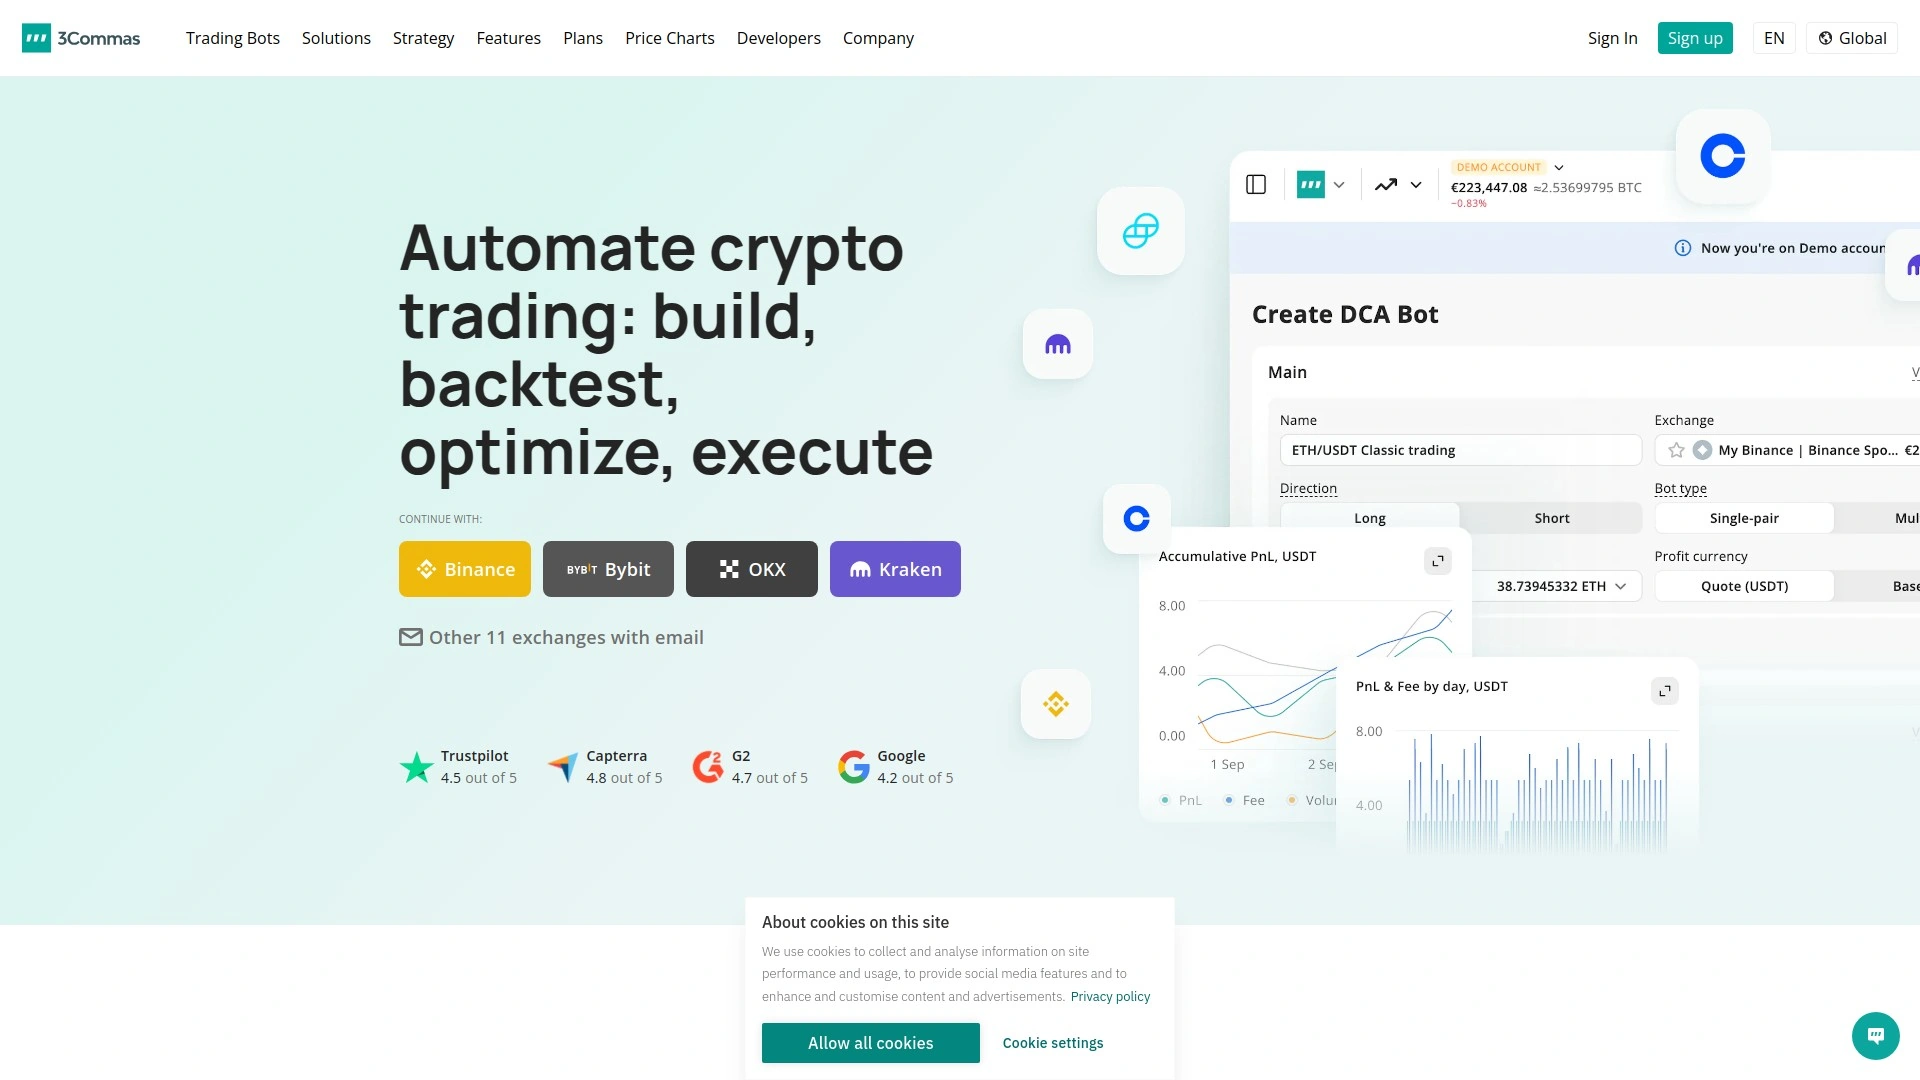 3Commas
Trading Bots
Solutions
Strategy
Features
Plans
Price Charts
Developers
Company
Sign In
Sign up
EN
Global
Automate crypto
trading: build,
backtest,
optimize, execute
CONTINUE WITH:
Binance
BYBIT Bybit
OKX
Kraken
Other 11 exchanges with email
Trustpilot
4.5 out of 5
Capterra
4.8 out of 5
G2
4.7 out of 5
Google
4.2 out of 5
DEMO ACCOUNT
€223,447.08 ≈2.53699795 BTC
−0.83%
Now you're on Demo accoun
Create DCA Bot
Main
Name
ETH/USDT Classic trading
Exchange
My Binance | Binance Spo... €2
Direction
Long
Short
Bot type
Single-pair
Mul
38.73945332 ETH
Profit currency
Quote (USDT)
Base
Accumulative PnL, USDT
8.00
4.00
0.00
1 Sep
2 Sep
PnL
Fee
Volu
PnL & Fee by day, USDT
8.00
4.00
About cookies on this site
We use cookies to collect and analyse information on site
performance and usage, to provide social media features and to
enhance and customise content and advertisements. Privacy policy
Allow all cookies
Cookie settings